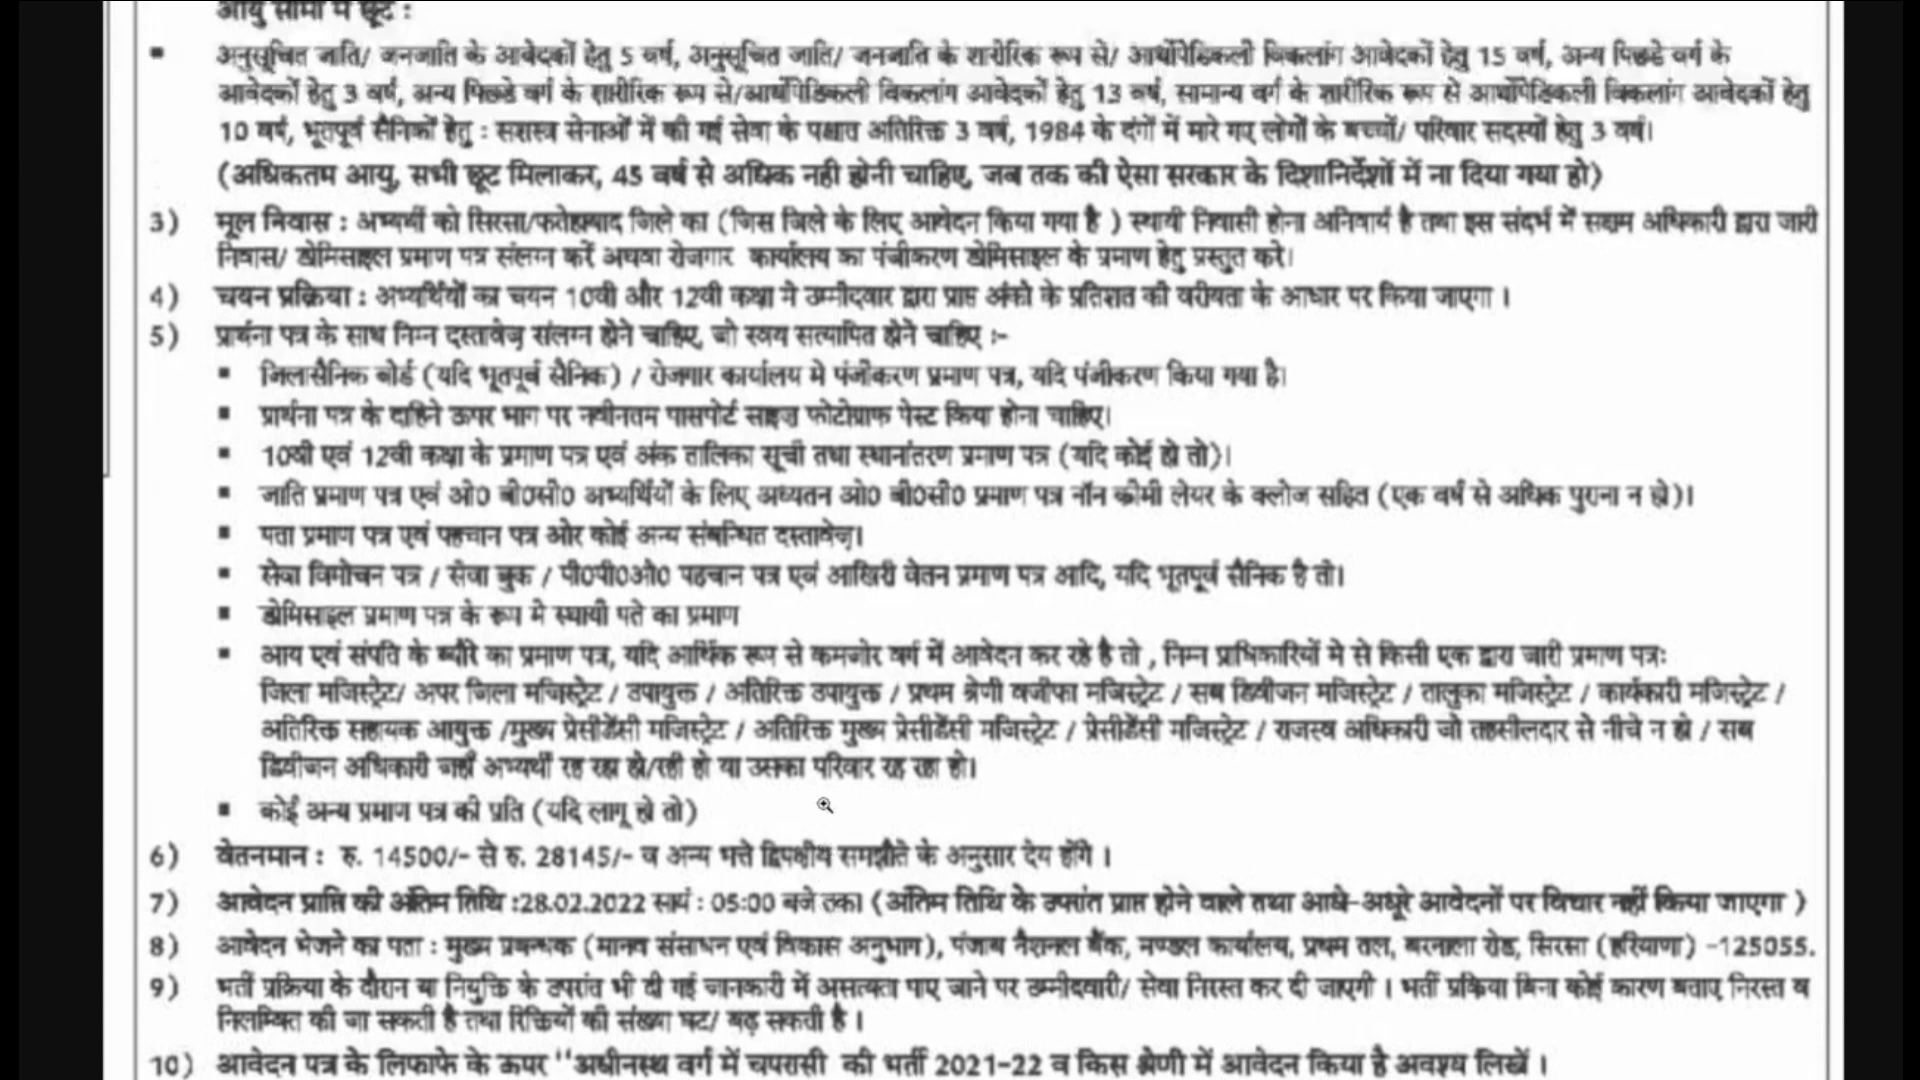 आयु सीमा में छूट :
▪ अनुसूचित जाति/ जनजाति के आवेदकों हेतु 5 वर्ष, अनुसूचित जाति/ जनजाति के शारीरिक रूप से/ आर्थोपेडिकली विकलांग आवेदकों हेतु 15 वर्ष, अन्य पिछडे वर्ग के
आवेदकों हेतु 3 वर्ष, अन्य पिछडे वर्ग के शारीरिक रूप से/आर्थोपेडिकली विकलांग आवेदकों हेतु 13 वर्ष, सामान्य वर्ग के शारीरिक रूप से आर्थोपेडिकली विकलांग आवेदकों हेतु
10 वर्ष, भूतपूर्व सैनिकों हेतु : सशस्त्र सेनाओं में की गई सेवा के पश्चात अतिरिक्त 3 वर्ष, 1984 के दंगों में मारे गए लोगों के बच्चों/ परिवार सदस्यों हेतु 3 वर्ष।
(अधिकतम आयु, सभी छूट मिलाकर, 45 वर्ष से अधिक नही होनी चाहिए, जब तक की ऐसा सरकार के दिशानिर्देशों में ना दिया गया हो)
3) मूल निवास : अभ्यर्थी को सिरसा/फतेहाबाद जिले का (जिस जिले के लिए आवेदन किया गया है ) स्थायी निवासी होना अनिवार्य है तथा इस संदर्भ में सक्षम अधिकारी द्वारा जारी
निवास/ डोमिसाइल प्रमाण पत्र संलग्न करें अथवा रोजगार कार्यालय का पंजीकरण डोमिसाइल के प्रमाण हेतु प्रस्तुत करे।
4) चयन प्रक्रिया : अभ्यर्थियों का चयन 10वी और 12वी कक्षा मे उम्मीदवार द्वारा प्राप्त अंको के प्रतिशत की वरीयता के आधार पर किया जाएगा ।
5) प्रार्थना पत्र के साथ निम्न दस्तावेज़ संलग्न होने चाहिए, जो स्वय सत्यापित होने चाहिए :-
▪ जिलासैनिक बोर्ड (यदि भूतपूर्व सैनिक) / रोजगार कार्यालय मे पंजीकरण प्रमाण पत्र, यदि पंजीकरण किया गया है।
▪ प्रार्थना पत्र के दाहिने ऊपर भाग पर नवीनतम पासपोर्ट साइज़ फोटोग्राफ पेस्ट किया होना चाहिए।
▪ 10वी एवं 12वी कक्षा के प्रमाण पत्र एवं अंक तालिका सूची तथा स्थानांतरण प्रमाण पत्र (यदि कोई हो तो)।
▪ जाति प्रमाण पत्र एवं ओ0 बी0सी0 अभ्यर्थियों के लिए अध्यतन ओ0 बी0सी0 प्रमाण पत्र नॉन क्रीमी लेयर के क्लोज सहित (एक वर्ष से अधिक पुराना न हो)।
▪ पता प्रमाण पत्र एवं पहचान पत्र ओर कोई अन्य संबन्धित दस्तावेज़।
▪ सेवा विमोचन पत्र / सेवा बुक / पी0पी0ओ0 पहचान पत्र एवं आखिरी वेतन प्रमाण पत्र आदि, यदि भूतपूर्व सैनिक है तो।
▪ डोमिसाइल प्रमाण पत्र के रूप मे स्थायी पते का प्रमाण
▪ आय एवं संपति के ब्यौरे का प्रमाण पत्र, यदि आर्थिक रूप से कमजोर वर्ग में आवेदन कर रहे है तो , निम्न प्राधिकारियों मे से किसी एक द्वारा जारी प्रमाण पत्रः
जिला मजिस्ट्रेट/ अपर जिला मजिस्ट्रेट / उपायुक्त / अतिरिक्त उपायुक्त / प्रथम श्रेणी वजीफा मजिस्ट्रेट / सब डिवीजन मजिस्ट्रेट / तालुका मजिस्ट्रेट / कार्यकारी मजिस्ट्रेट /
अतिरिक्त सहायक आयुक्त /मुख्य प्रेसीडेंसी मजिस्ट्रेट / अतिरिक्त मुख्य प्रेसीडेंसी मजिस्ट्रेट / प्रेसीडेंसी मजिस्ट्रेट / राजस्व अधिकारी जो तहसीलदार से नीचे न हो / सब
डिवीजन अधिकारी जहाँ अभ्यर्थी रह रहा हो/रही हो या उसका परिवार रह रहा हो।
▪ कोई अन्य प्रमाण पत्र की प्रति (यदि लागू हो तो)
6) वेतनमान : रु. 14500/- से रु. 28145/- व अन्य भत्ते द्विपक्षीय समझौते के अनुसार देय होंगे ।
7) आवेदन प्राप्ति की अंतिम तिथि :28.02.2022 सायं : 05:00 बजे तक। (अंतिम तिथि के उपरांत प्राप्त होने वाले तथा आधे-अधूरे आवेदनों पर विचार नहीं किया जाएगा )
8) आवेदन भेजने का पता : मुख्य प्रबन्धक (मानव संसाधन एवं विकास अनुभाग), पंजाब नैशनल बैंक, मण्डल कार्यालय, प्रथम तल, बरनाला रोड, सिरसा (हरियाणा) -125055.
9) भर्ती प्रक्रिया के दौरान या नियुक्ति के उपरांत भी दी गई जानकारी में असत्यता पाए जाने पर उम्मीदवारी/ सेवा निरस्त कर दी जाएगी । भर्ती प्रकिया बिना कोई कारण बताए निरस्त व
निलम्बित की जा सकती है तथा रिक्तियों की संख्या घट/ बढ़ सकती है ।
10) आवेदन पत्र के लिफाफे के ऊपर ''अधीनस्थ वर्ग में चपरासी की भर्ती 2021-22 व किस श्रेणी में आवेदन किया है अवश्य लिखें ।